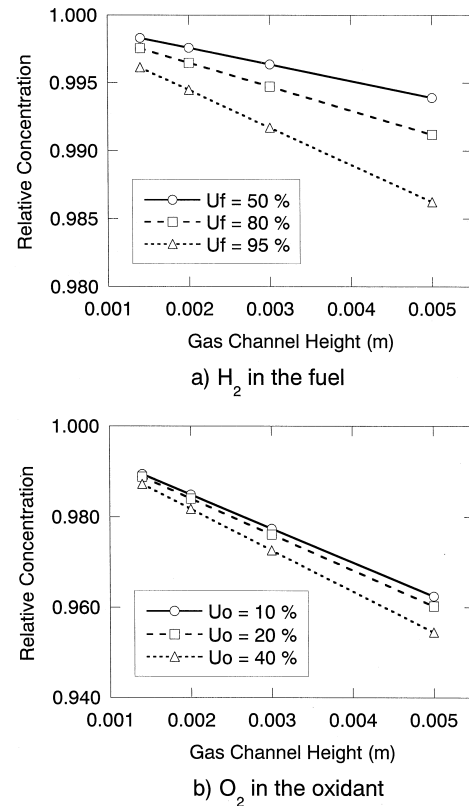 1.000
0.995
0.990
0.985
0.980
Relative Concentration
Uf = 50 %
Uf = 80 %
Uf = 95 %
0.001 0.002 0.003 0.004 0.005
Gas Channel Height (m)
a) H2 in the fuel
1.000
0.980
0.960
0.940
Relative Concentration
Uo = 10 %
Uo = 20 %
Uo = 40 %
0.001 0.002 0.003 0.004 0.005
Gas Channel Height (m)
b) O2 in the oxidant